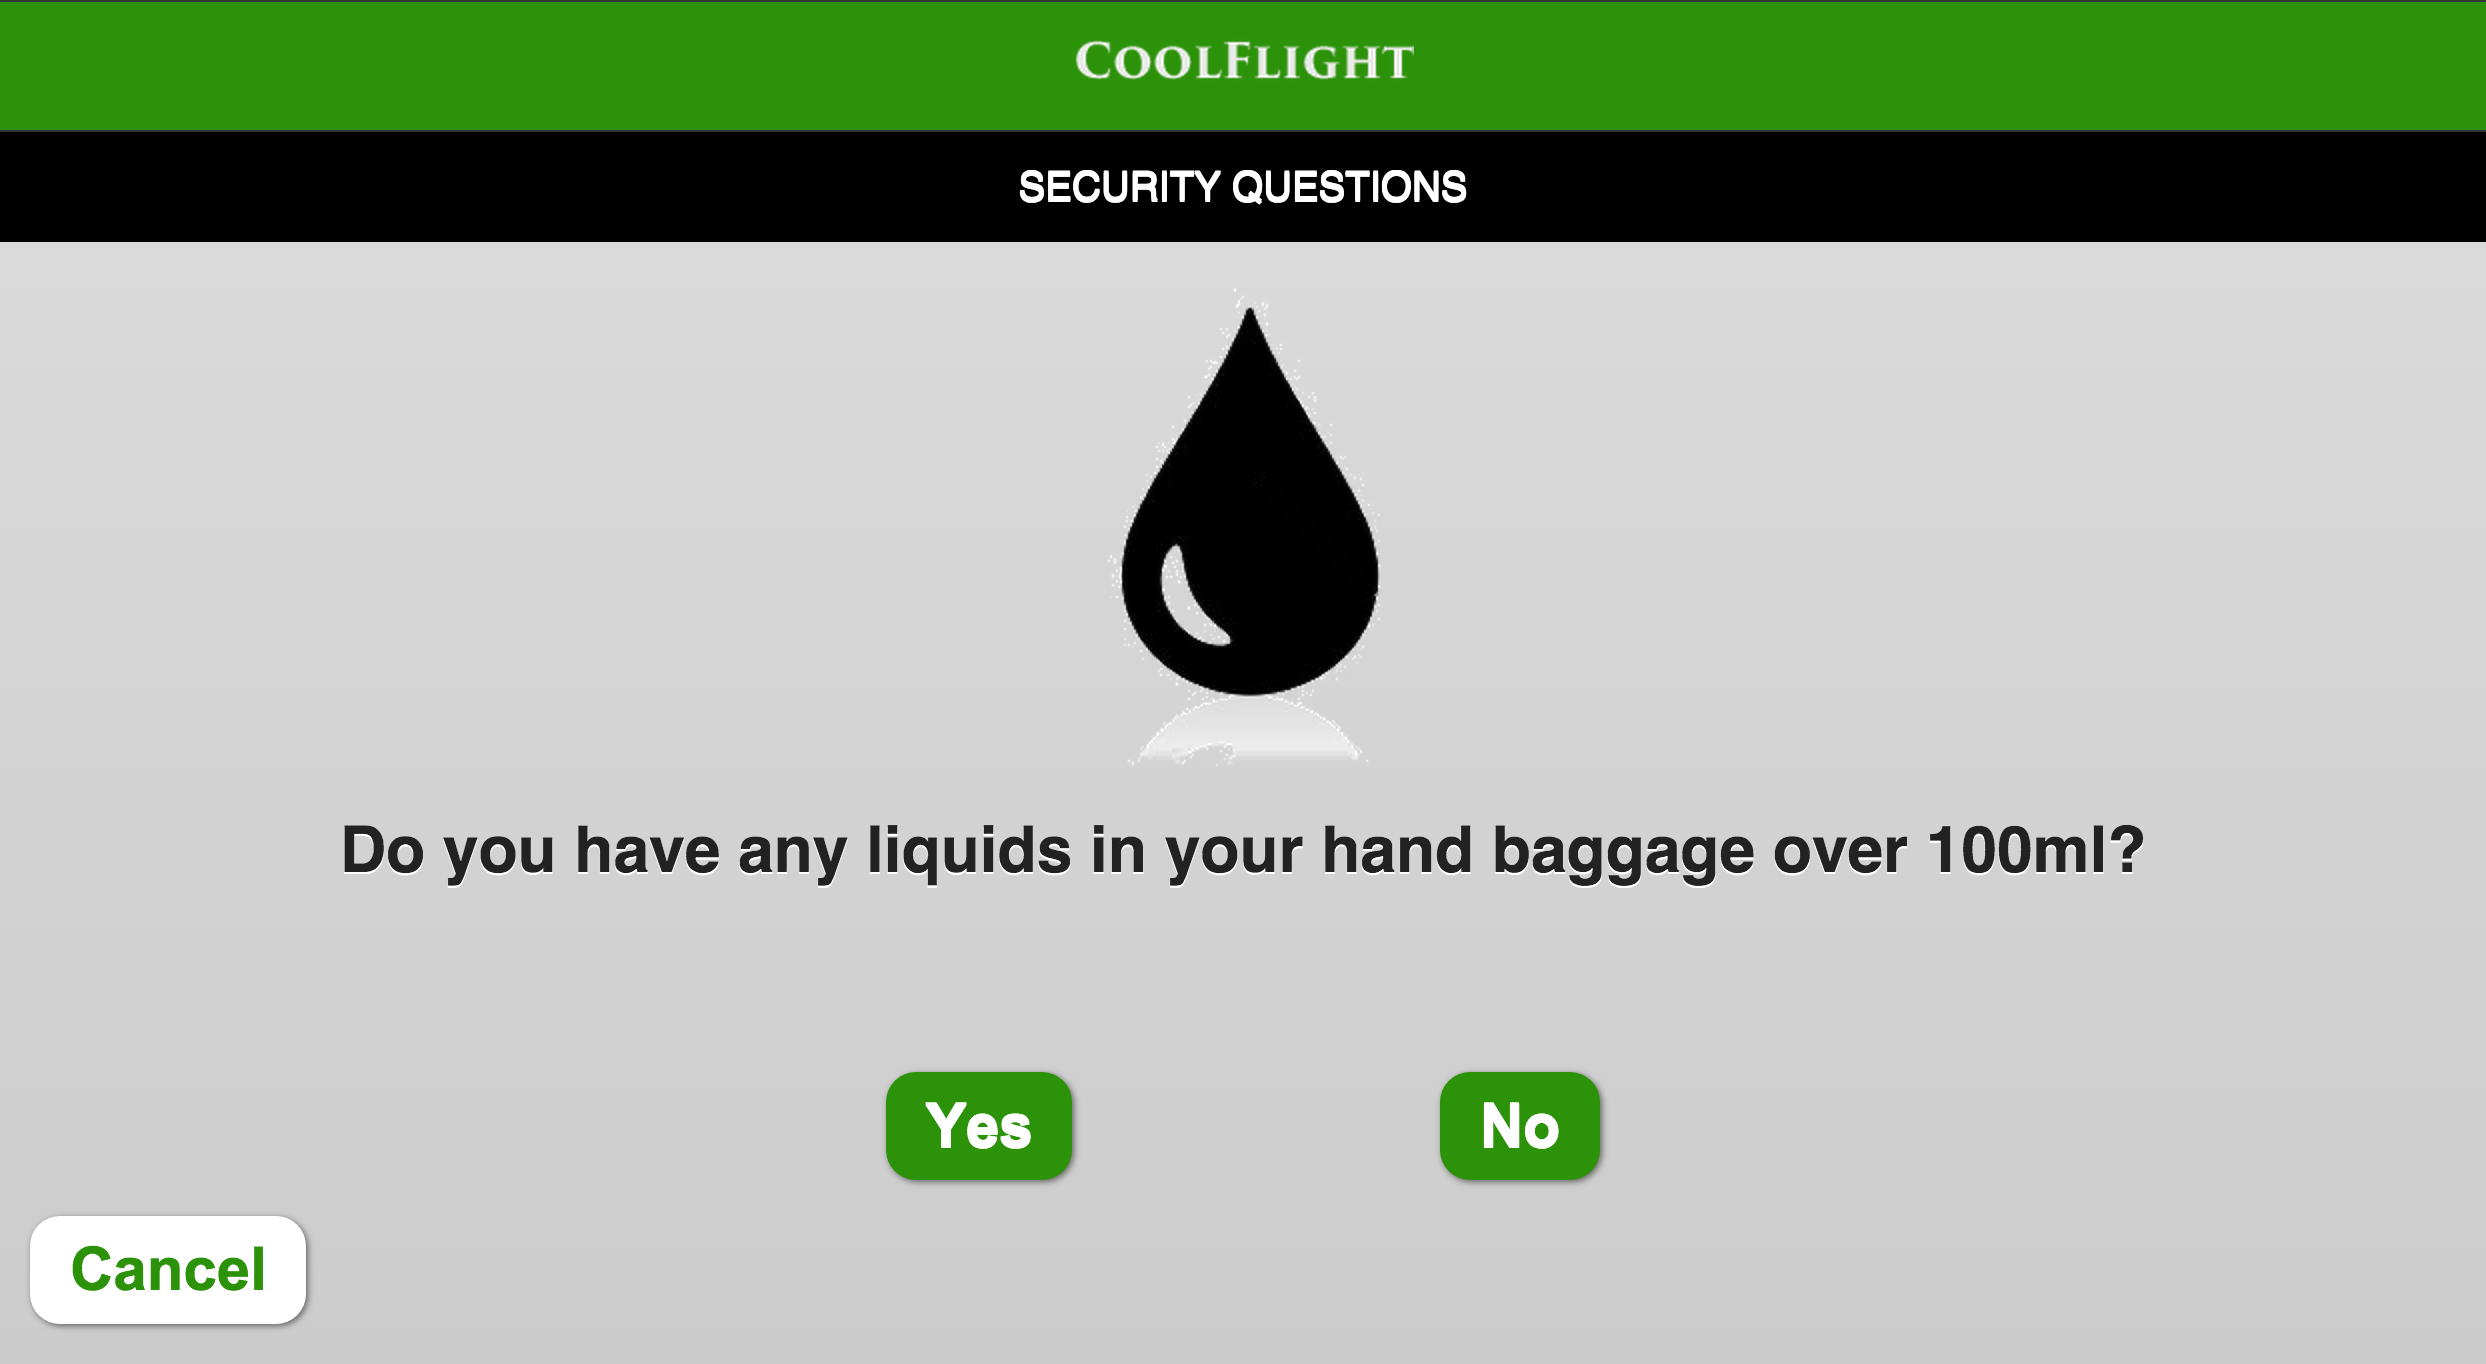 COOLFLIGHT
SECURITY QUESTIONS
Do you have any liquids in your hand baggage over 100ml?
Yes No
Cancel